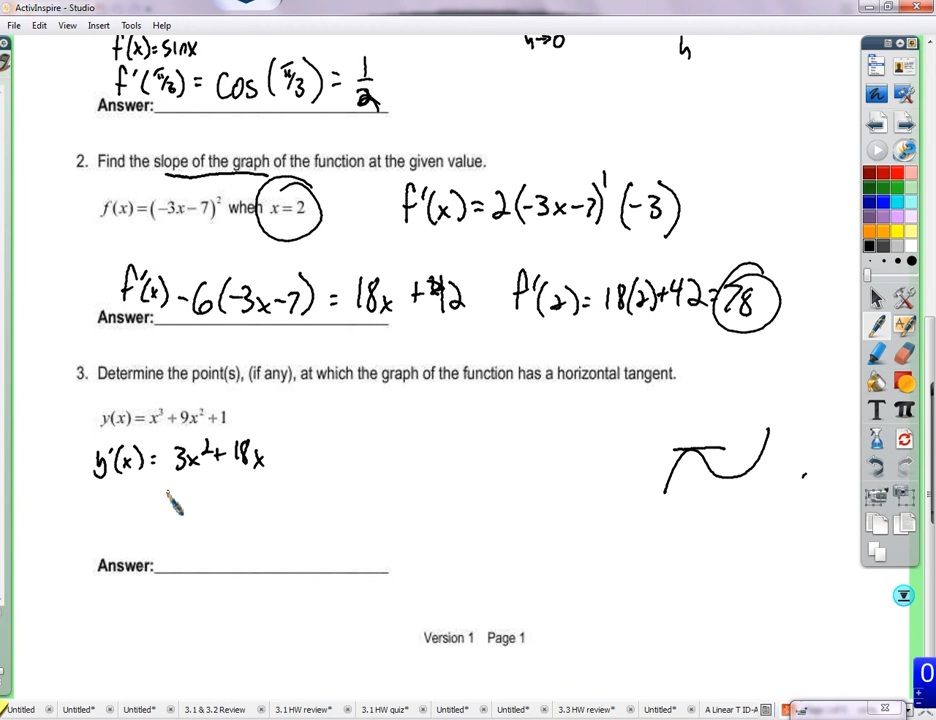 ActivInspire - Studio
File Edit View Insert Tools Help
f(x)=sinx
h→0
h
f'(π/3) = cos(π/3) = 1/2
Answer:
2. Find the slope of the graph of the function at the given value.
f(x)=(−3x−7)² when x=2
f'(x)=2(-3x-7)¹(-3)
f'(x) -6(-3x-7) = 18x + 42
f'(2)=18(2)+42=78
Answer:
3. Determine the point(s), (if any), at which the graph of the function has a horizontal tangent.
y(x)=x³+9x²+1
y'(x)= 3x²+18x
Answer:
Version 1 Page 1
0
Untitled Untitled* Untitled* 3.1 & 3.2 Review 3.1 HW review* 3.1 HW quiz* Untitled* Untitled* 3.3 HW review* Untitled* A Linear T ID-A